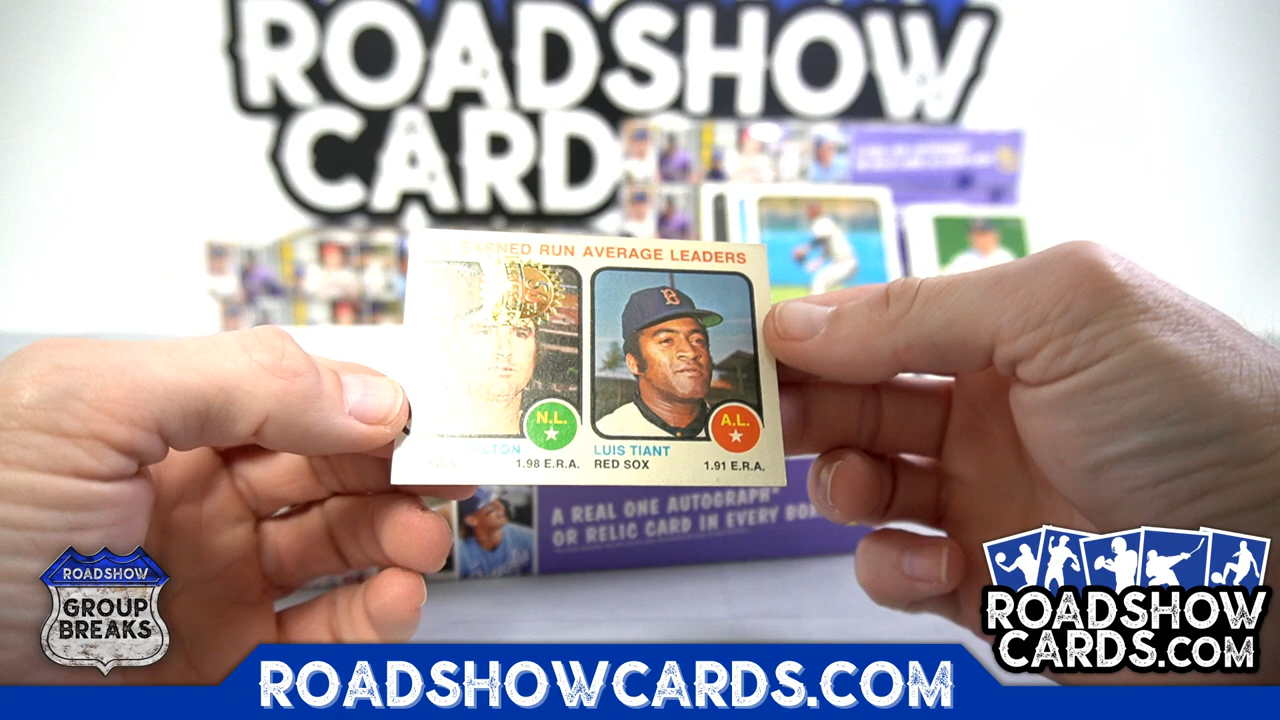 ROADSHOW
CARD
EARNED RUN AVERAGE LEADERS
N.L.
A.L.
LUIS TIANT
1.98 E.R.A.
RED SOX
1.91 E.R.A.
A REAL ONE AUTOGRAPH
OR RELIC CARD IN EVERY BOX
ROADSHOW
GROUP
BREAKS
ROADSHOW
CARDS.COM
ROADSHOWCARDS.COM